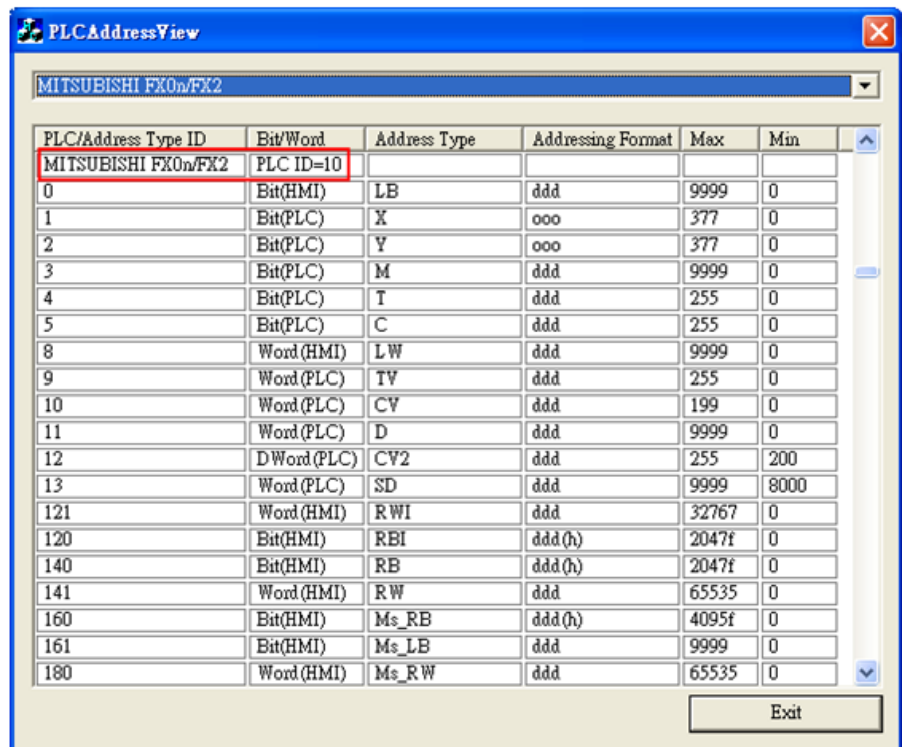 PLCAddressView
MITSUBISHI FX0n/FX2
PLC/Address Type ID Bit/Word Address Type Addressing Format Max Min
MITSUBISHI FX0n/FX2 PLC ID=10
0 Bit(HMI) LB ddd 9999 0
1 Bit(PLC) X ooo 377 0
2 Bit(PLC) Y ooo 377 0
3 Bit(PLC) M ddd 9999 0
4 Bit(PLC) T ddd 255 0
5 Bit(PLC) C ddd 255 0
8 Word(HMI) LW ddd 9999 0
9 Word(PLC) TV ddd 255 0
10 Word(PLC) CV ddd 199 0
11 Word(PLC) D ddd 9999 0
12 DWord(PLC) CV2 ddd 255 200
13 Word(PLC) SD ddd 9999 8000
121 Word(HMI) RWI ddd 32767 0
120 Bit(HMI) RBI ddd(h) 2047f 0
140 Bit(HMI) RB ddd(h) 2047f 0
141 Word(HMI) RW ddd 65535 0
160 Bit(HMI) Ms_RB ddd(h) 4095f 0
161 Bit(HMI) Ms_LB ddd 9999 0
180 Word(HMI) Ms_RW ddd 65535 0
Exit